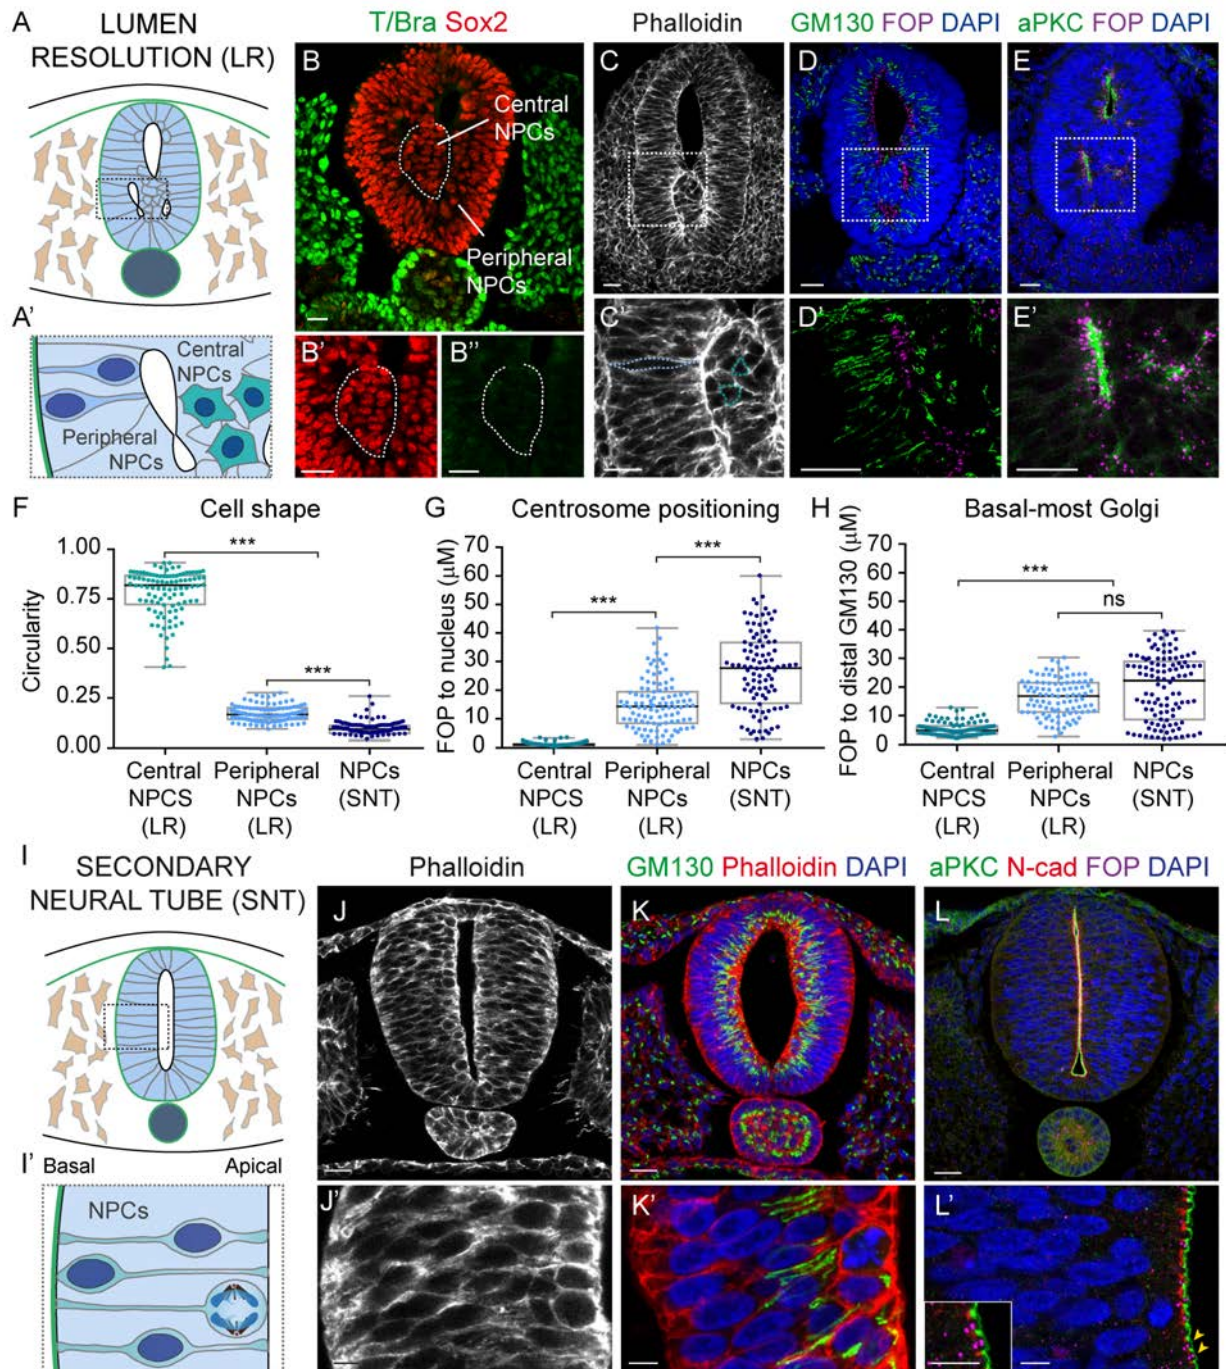 A
LUMEN
RESOLUTION (LR)
T/Bra Sox2
Phalloidin
GM130 FOP DAPI
aPKC FOP DAPI
B
Central
NPCs
Peripheral
NPCs
C
D
E
A'
Central
NPCs
Peripheral
NPCs
B'
B''
C'
D'
E'
F
Cell shape
1.00
0.75
0.50
0.25
0.00
Circularity
***
***
Central
NPCS
(LR)
Peripheral
NPCs
(LR)
NPCs
(SNT)
G
Centrosome positioning
70
60
50
40
30
20
10
0
FOP to nucleus (μM)
***
***
Central
NPCS
(LR)
Peripheral
NPCs
(LR)
NPCs
(SNT)
H
Basal-most Golgi
70
60
50
40
30
20
10
0
FOP to distal GM130 (μM)
***
ns
Central
NPCS
(LR)
Peripheral
NPCs
(LR)
NPCs
(SNT)
I
SECONDARY
NEURAL TUBE (SNT)
Phalloidin
GM130 Phalloidin DAPI
aPKC N-cad FOP DAPI
J
K
L
I'
Basal
Apical
NPCs
J'
K'
L'